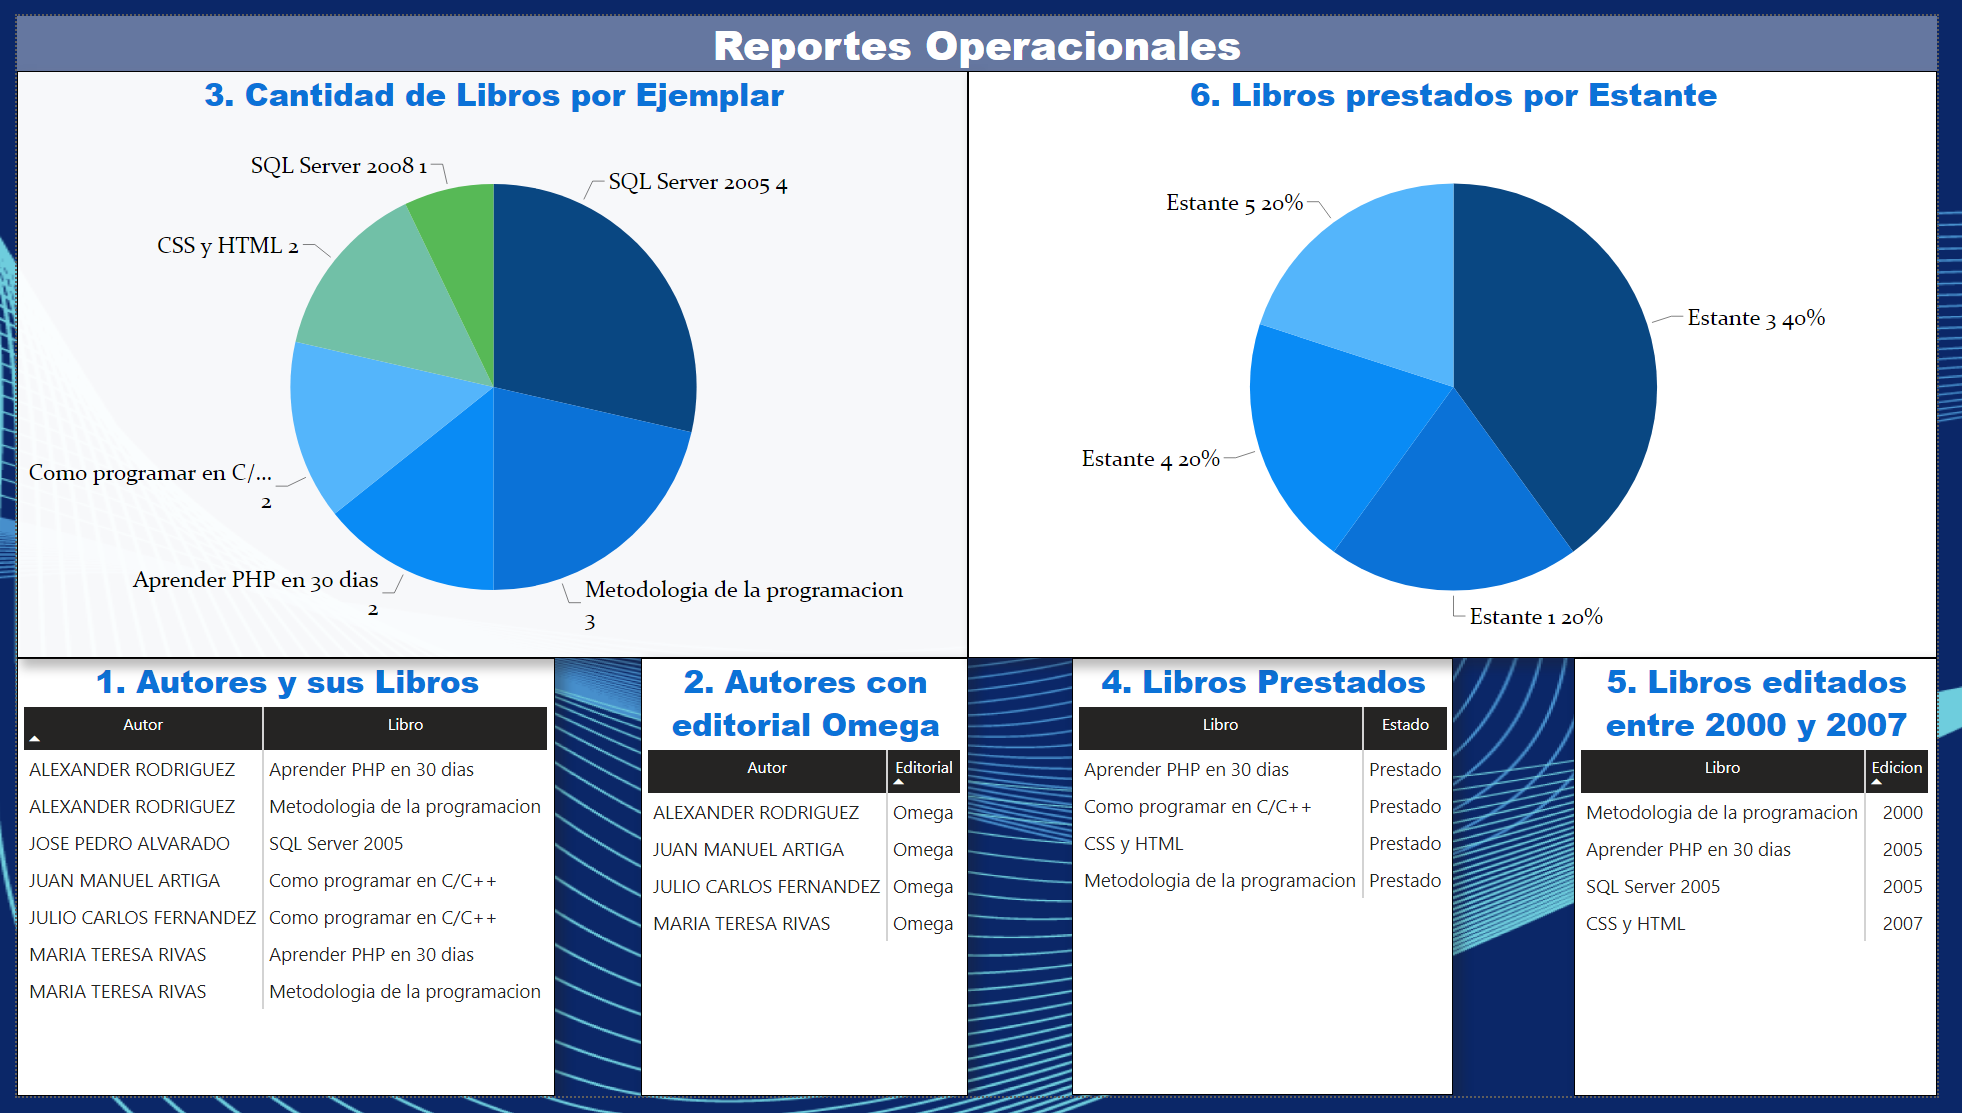 Reportes Operacionales
3. Cantidad de Libros por Ejemplar
SQL Server 2008 1
SQL Server 2005 4
CSS y HTML 2
Como programar en C/...
2
Aprender PHP en 30 dias
2
Metodologia de la programacion
3
6. Libros prestados por Estante
Estante 5 20%
Estante 3 40%
Estante 4 20%
Estante 1 20%
1. Autores y sus Libros
Autor Libro
ALEXANDER RODRIGUEZ Aprender PHP en 30 dias
ALEXANDER RODRIGUEZ Metodologia de la programacion
JOSE PEDRO ALVARADO SQL Server 2005
JUAN MANUEL ARTIGA Como programar en C/C++
JULIO CARLOS FERNANDEZ Como programar en C/C++
MARIA TERESA RIVAS Aprender PHP en 30 dias
MARIA TERESA RIVAS Metodologia de la programacion
2. Autores con
editorial Omega
Autor Editorial
ALEXANDER RODRIGUEZ Omega
JUAN MANUEL ARTIGA Omega
JULIO CARLOS FERNANDEZ Omega
MARIA TERESA RIVAS Omega
4. Libros Prestados
Libro Estado
Aprender PHP en 30 dias Prestado
Como programar en C/C++ Prestado
CSS y HTML Prestado
Metodologia de la programacion Prestado
5. Libros editados
entre 2000 y 2007
Libro Edicion
Metodologia de la programacion 2000
Aprender PHP en 30 dias 2005
SQL Server 2005 2005
CSS y HTML 2007